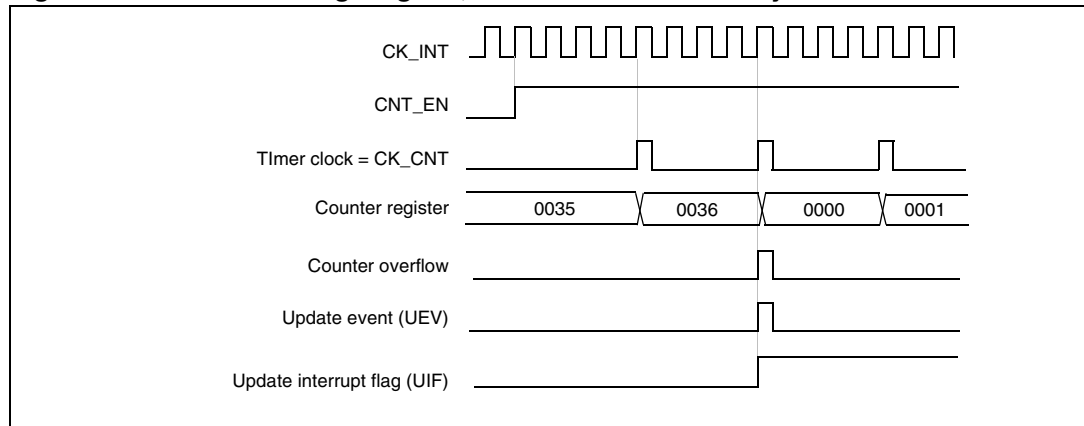 CK_INT
CNT_EN
TImer clock = CK_CNT
Counter register 0035 0036 0000 0001
Counter overflow
Update event (UEV)
Update interrupt flag (UIF)